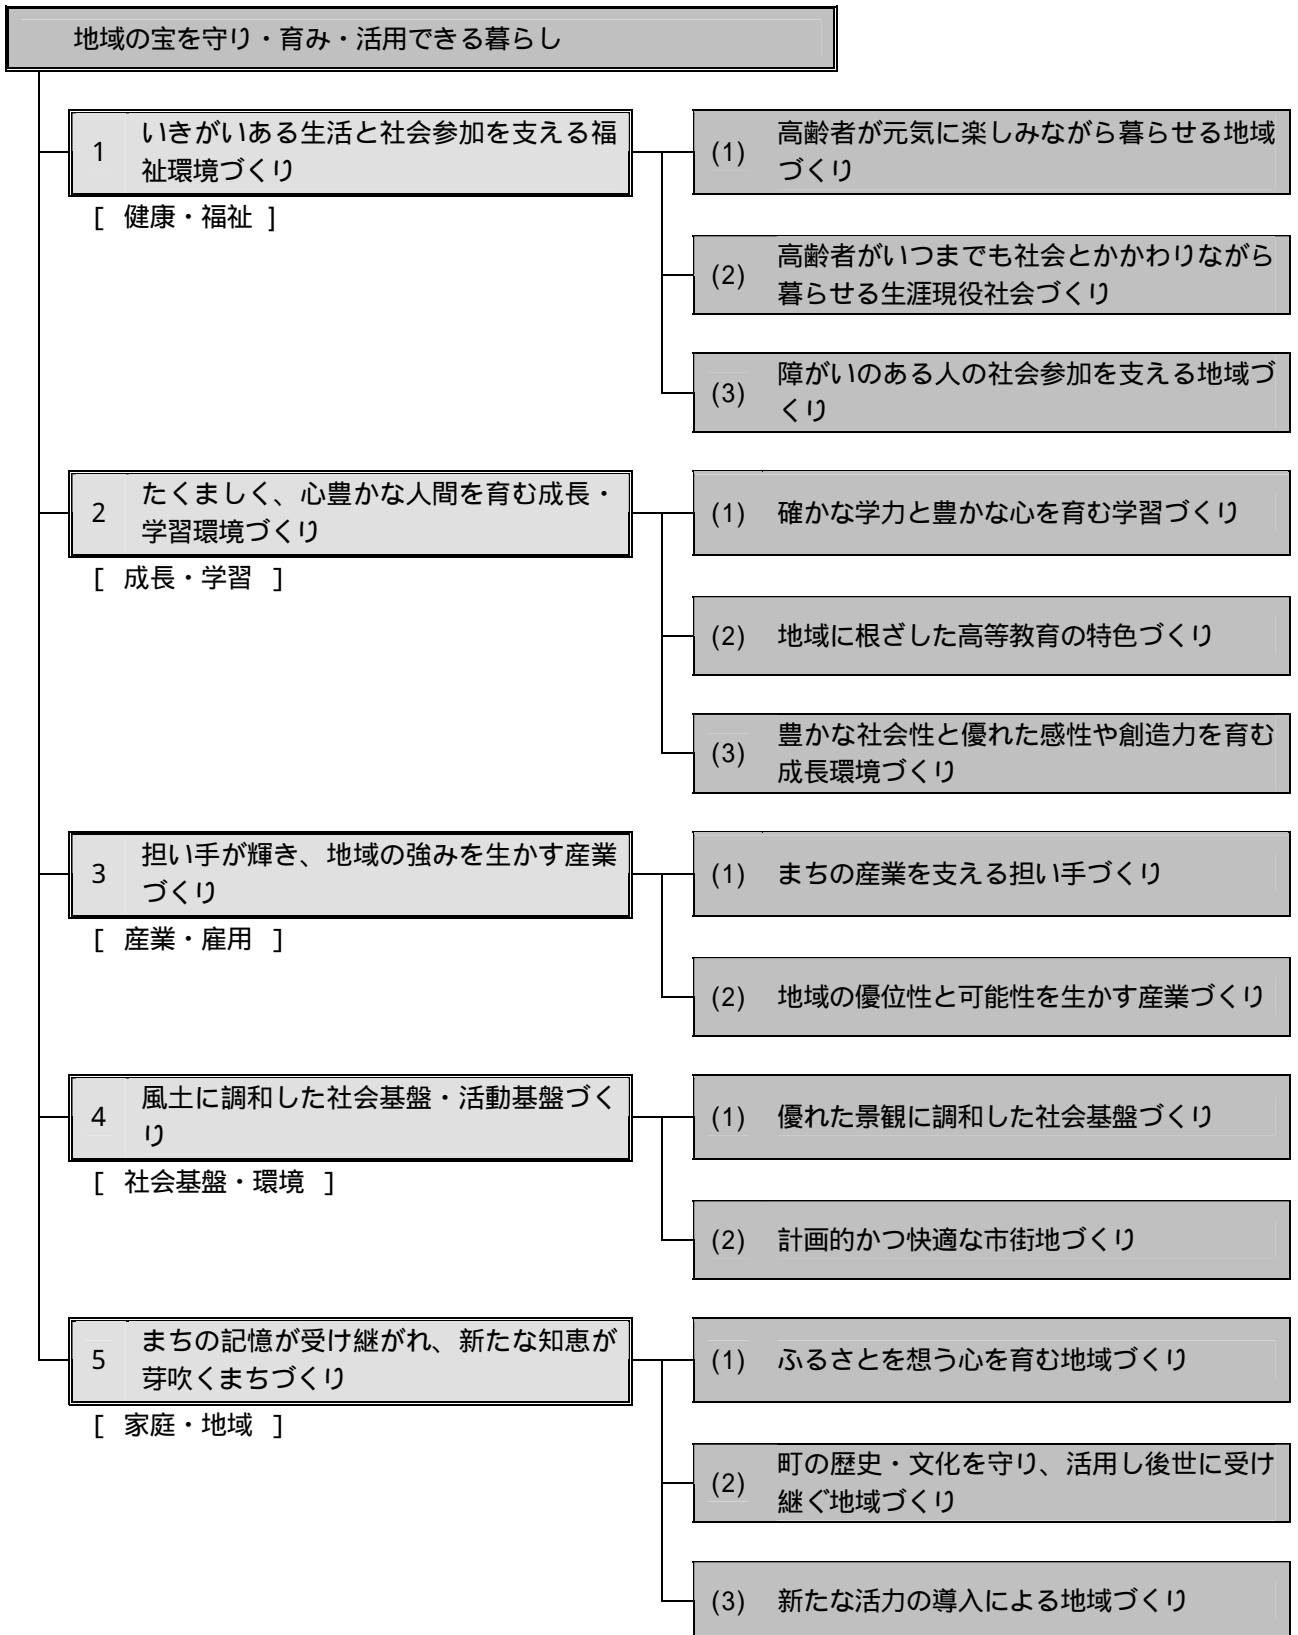 地域の宝を守り・育み・活用できる暮らし
1 いきがいある生活と社会参加を支える福
祉環境づくり
[ 健康・福祉 ]
(1) 高齢者が元気に楽しみながら暮らせる地域
づくり
(2) 高齢者がいつまでも社会とかかわりながら
暮らせる生涯現役社会づくり
(3) 障がいのある人の社会参加を支える地域づ
くり
2 たくましく、心豊かな人間を育む成長・
学習環境づくり
[ 成長・学習 ]
(1) 確かな学力と豊かな心を育む学習づくり
(2) 地域に根ざした高等教育の特色づくり
(3) 豊かな社会性と優れた感性や創造力を育む
成長環境づくり
3 担い手が輝き、地域の強みを生かす産業
づくり
[ 産業・雇用 ]
(1) まちの産業を支える担い手づくり
(2) 地域の優位性と可能性を生かす産業づくり
4 風土に調和した社会基盤・活動基盤づく
り
[ 社会基盤・環境 ]
(1) 優れた景観に調和した社会基盤づくり
(2) 計画的かつ快適な市街地づくり
5 まちの記憶が受け継がれ、新たな知恵が
芽吹くまちづくり
[ 家庭・地域 ]
(1) ふるさとを想う心を育む地域づくり
(2) 町の歴史・文化を守り、活用し後世に受け
継ぐ地域づくり
(3) 新たな活力の導入による地域づくり